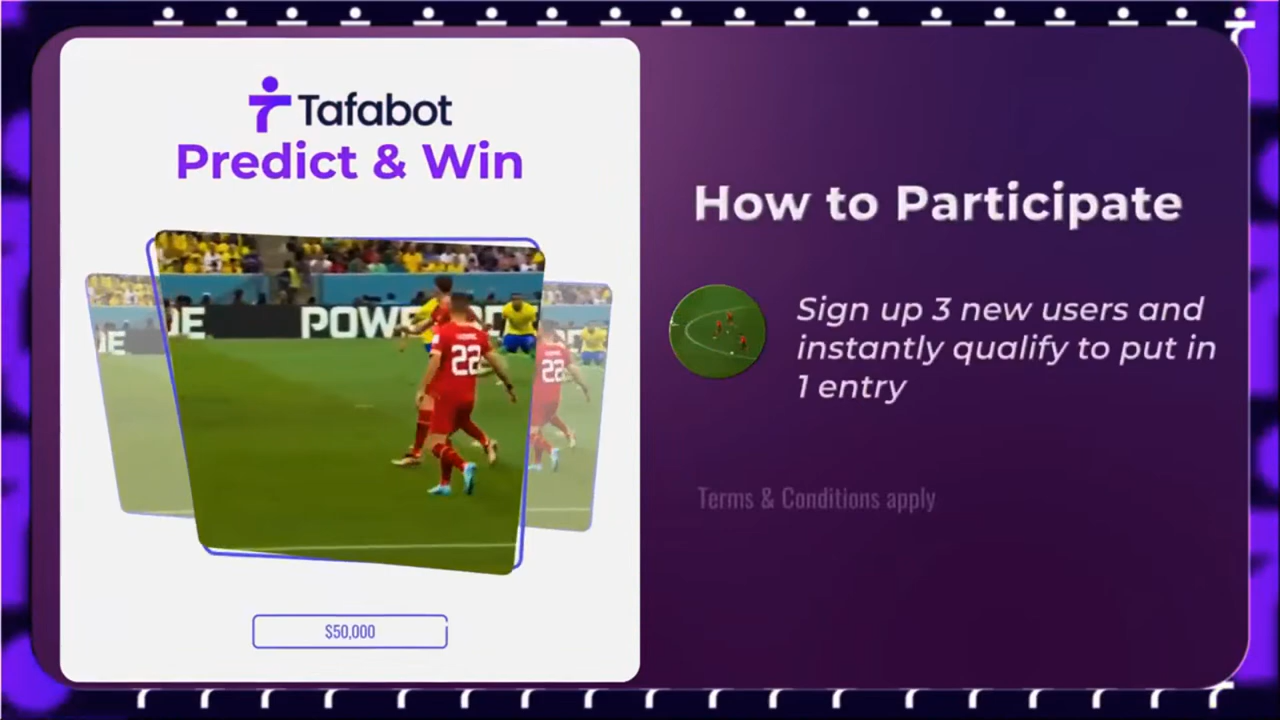 Tafabot
Predict & Win
POWE
22
22
$50,000
How to Participate
Sign up 3 new users and
instantly qualify to put in
1 entry
Terms & Conditions apply